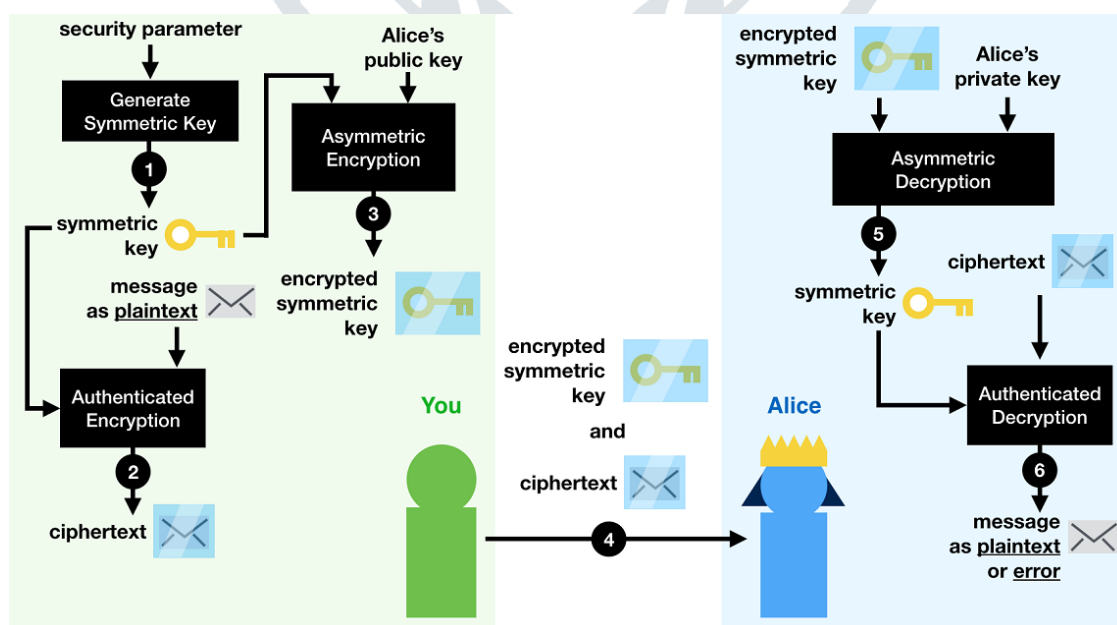 security parameter
Generate
Symmetric Key
1
symmetric
key
Alice's
public key
Asymmetric
Encryption
3
encrypted
symmetric
key
message
as plaintext
Authenticated
Encryption
2
ciphertext
You
encrypted
symmetric
key
and
ciphertext
4
Alice
encrypted
symmetric
key
Alice's
private key
Asymmetric
Decryption
5
symmetric
key
ciphertext
Authenticated
Decryption
6
message
as plaintext
or error